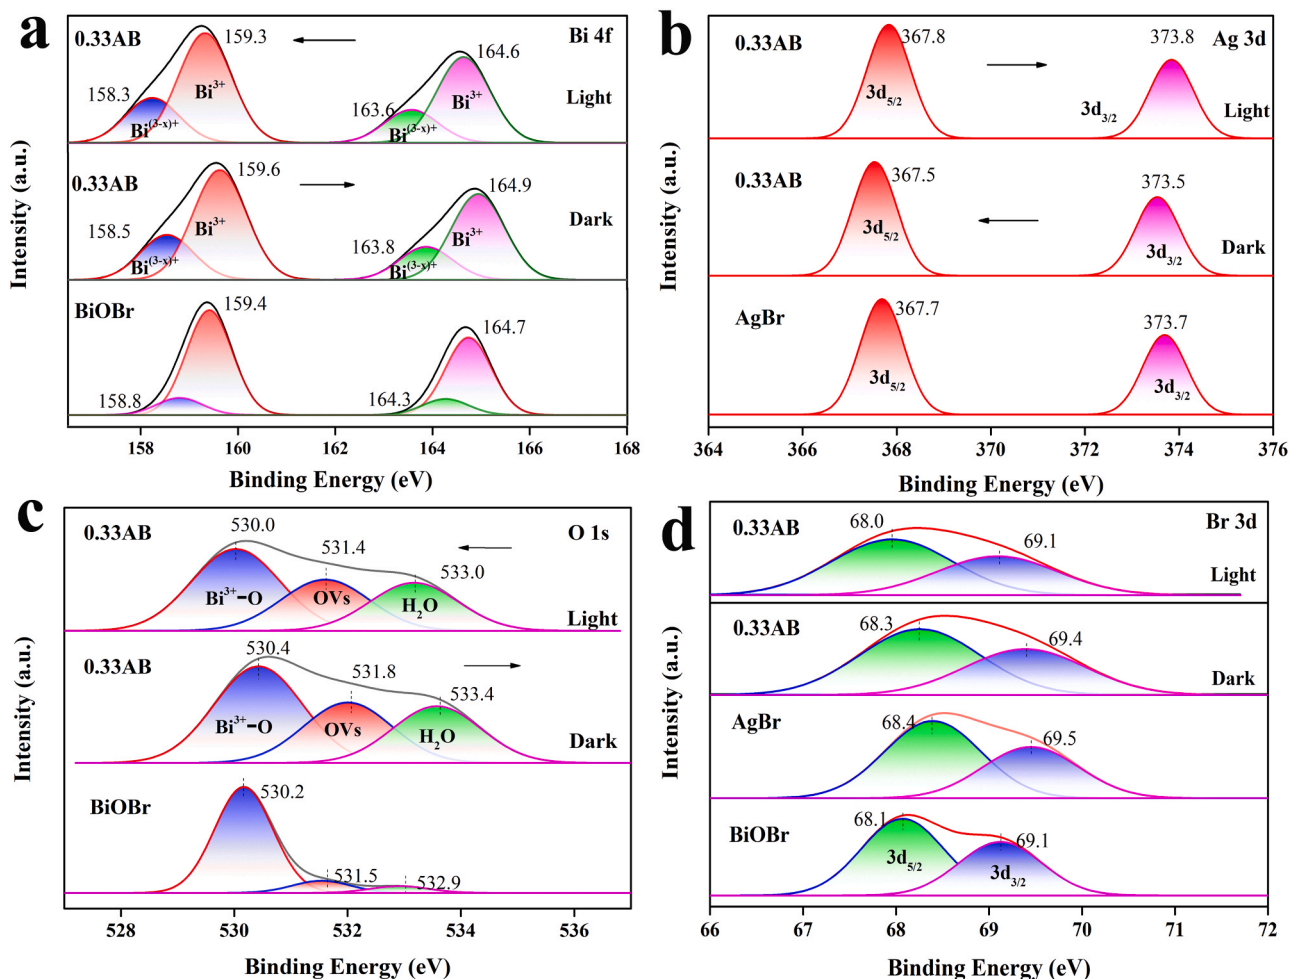 a
0.33AB
159.3
Bi 4f
164.6
158.3
Bi³⁺
Bi⁽³⁻ˣ⁾⁺
163.6
Bi³⁺
Bi⁽³⁻ˣ⁾⁺
Light
0.33AB
159.6
164.9
158.5
Bi³⁺
Bi⁽³⁻ˣ⁾⁺
163.8
Bi³⁺
Bi⁽³⁻ˣ⁾⁺
Dark
BiOBr
159.4
164.7
158.8
164.3
Intensity (a.u.)
158 160 162 164 166 168
Binding Energy (eV)
b
0.33AB
367.8
373.8
Ag 3d
3d₅/₂
3d₃/₂
Light
0.33AB
367.5
373.5
3d₅/₂
3d₃/₂
Dark
AgBr
367.7
373.7
3d₅/₂
3d₃/₂
Intensity (a.u.)
364 366 368 370 372 374 376
Binding Energy (eV)
c
0.33AB
530.0
531.4
533.0
O 1s
Bi³⁺-O
OVs
H₂O
Light
0.33AB
530.4
531.8
533.4
Bi³⁺-O
OVs
H₂O
Dark
BiOBr
530.2
531.5
532.9
Intensity (a.u.)
528 530 532 534 536
Binding Energy (eV)
d
0.33AB
68.0
69.1
Br 3d
Light
0.33AB
68.3
69.4
Dark
AgBr
68.4
69.5
BiOBr
68.1
69.1
3d₅/₂
3d₃/₂
Intensity (a.u.)
66 67 68 69 70 71 72
Binding Energy (eV)